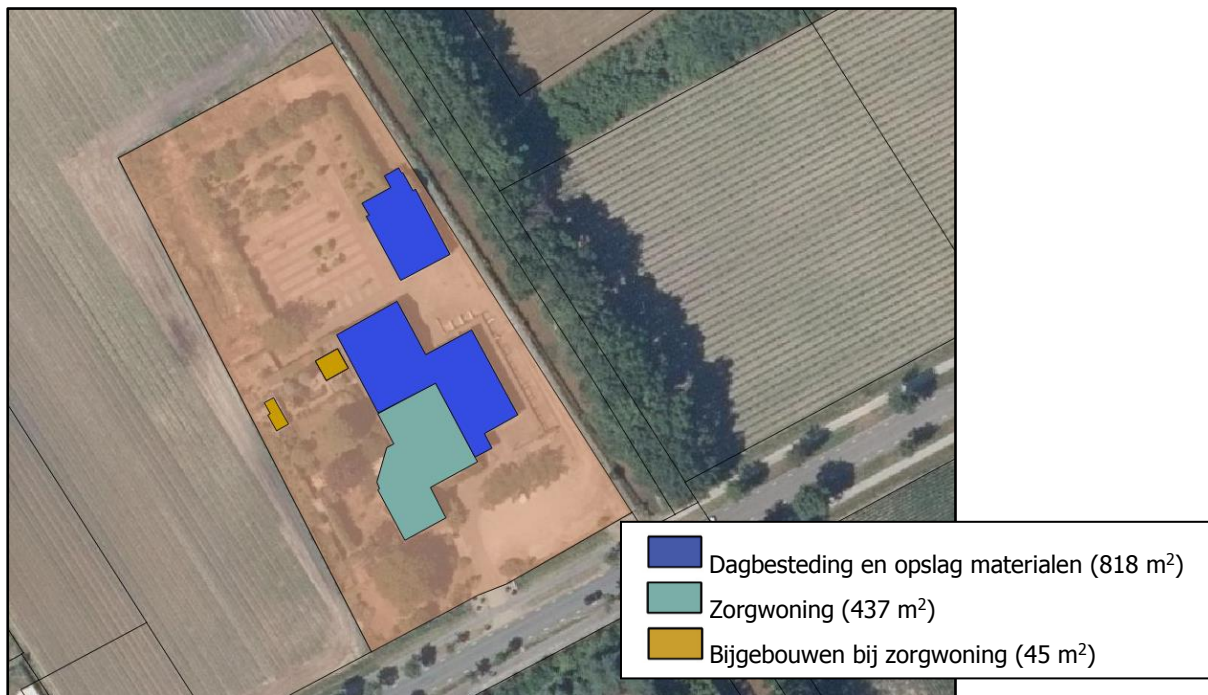 Dagbesteding en opslag materialen (818 m²)
Zorgwoning (437 m²)
Bijgebouwen bij zorgwoning (45 m²)